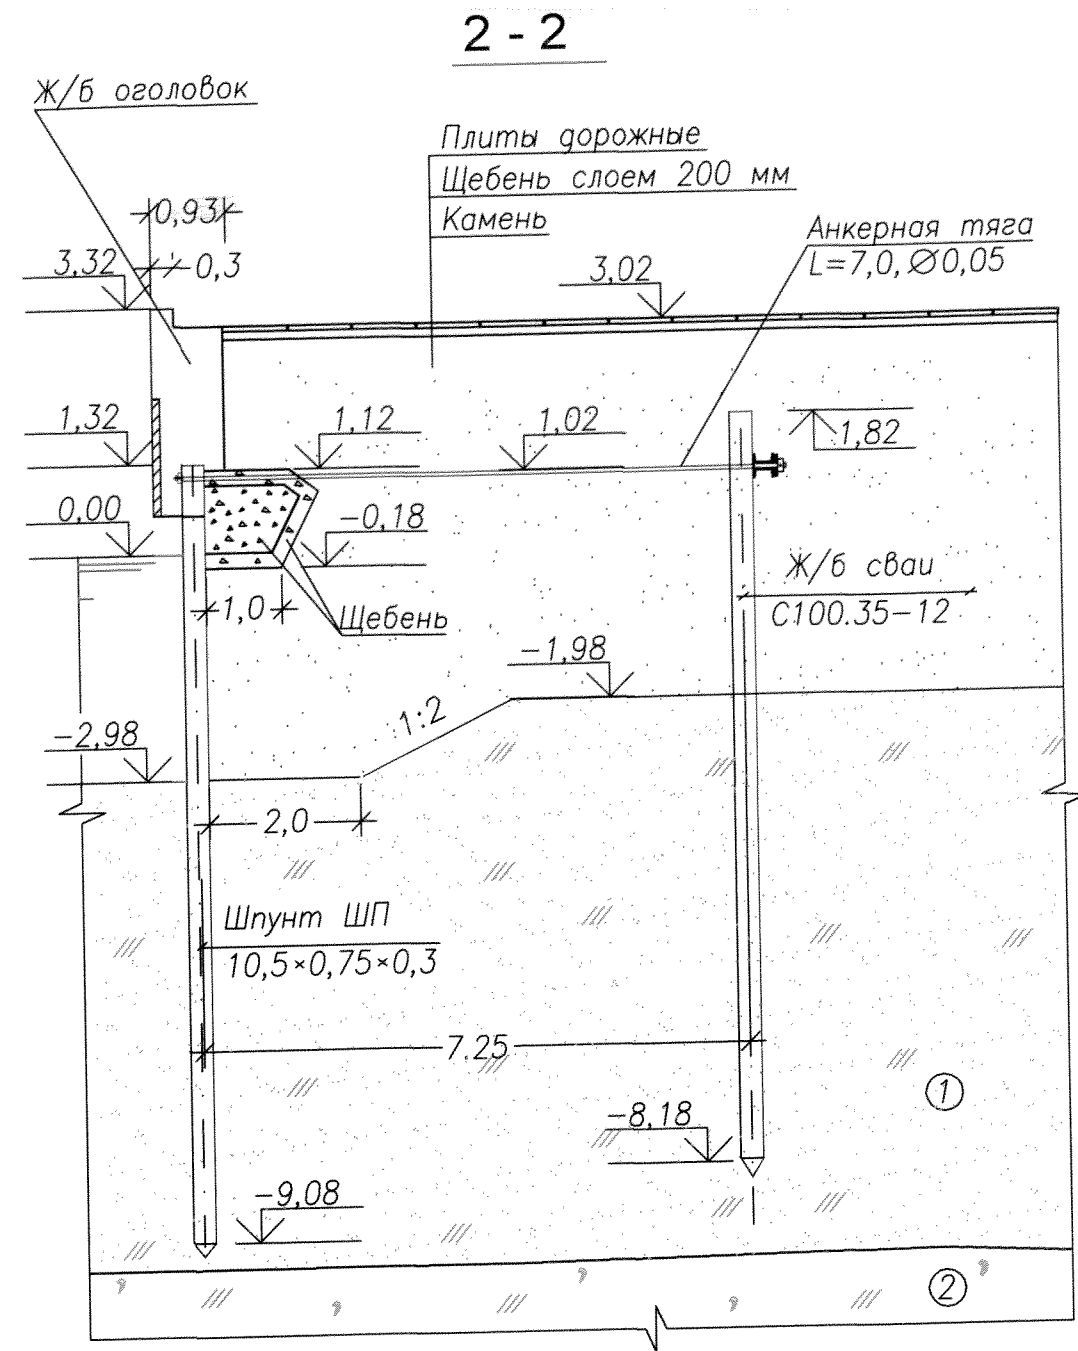 2-2
Ж/б оголовок
Плиты дорожные
Щебень слоем 200 мм
Камень
0,93
0,3
3,32
3,02
Анкерная тяга
L=7,0, Ø0,05
1,32
1,12
1,02
1,82
0,00
-0,18
Ж/б сваи
С100.35-12
1,0
Щебень
-1,98
1:2
-2,98
2,0
Шпунт ШП
10,5×0,75×0,3
7.25
1
-8,18
-9,08
2